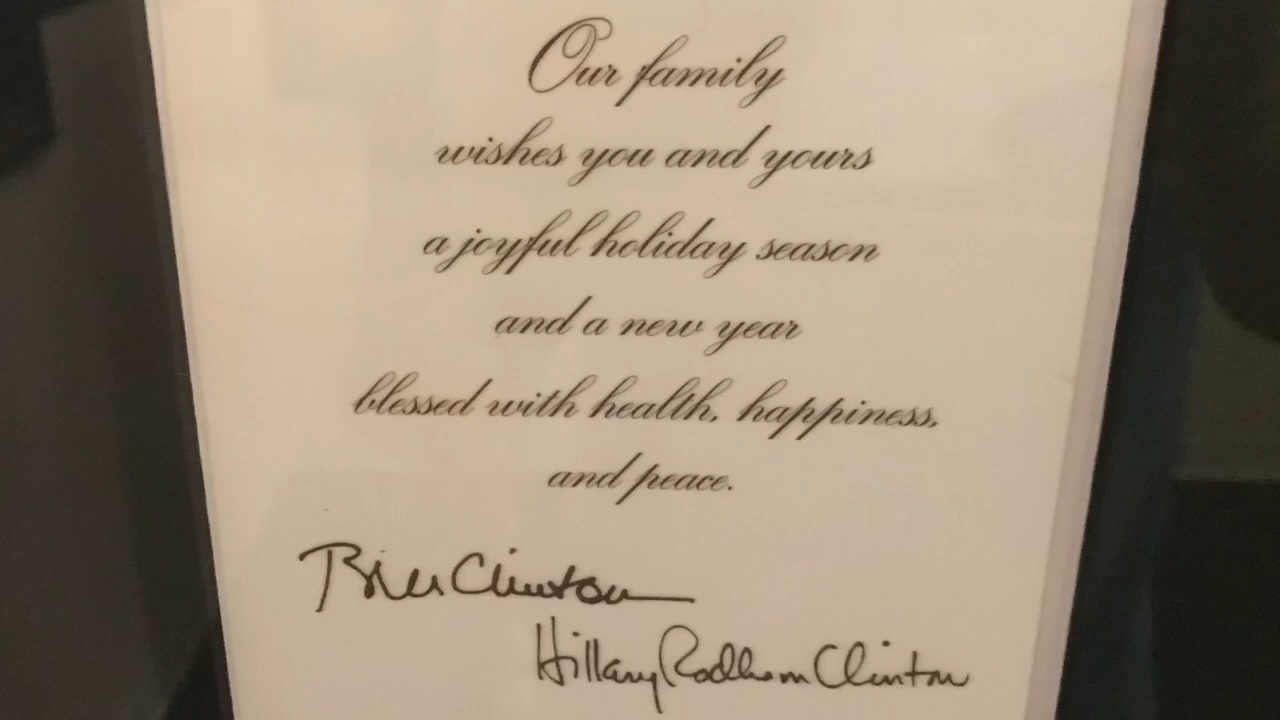 Our family
wishes you and yours
a joyful holiday season
and a new year
blessed with health, happiness,
and peace.
Bill Clinton
Hillary Rodham Clinton